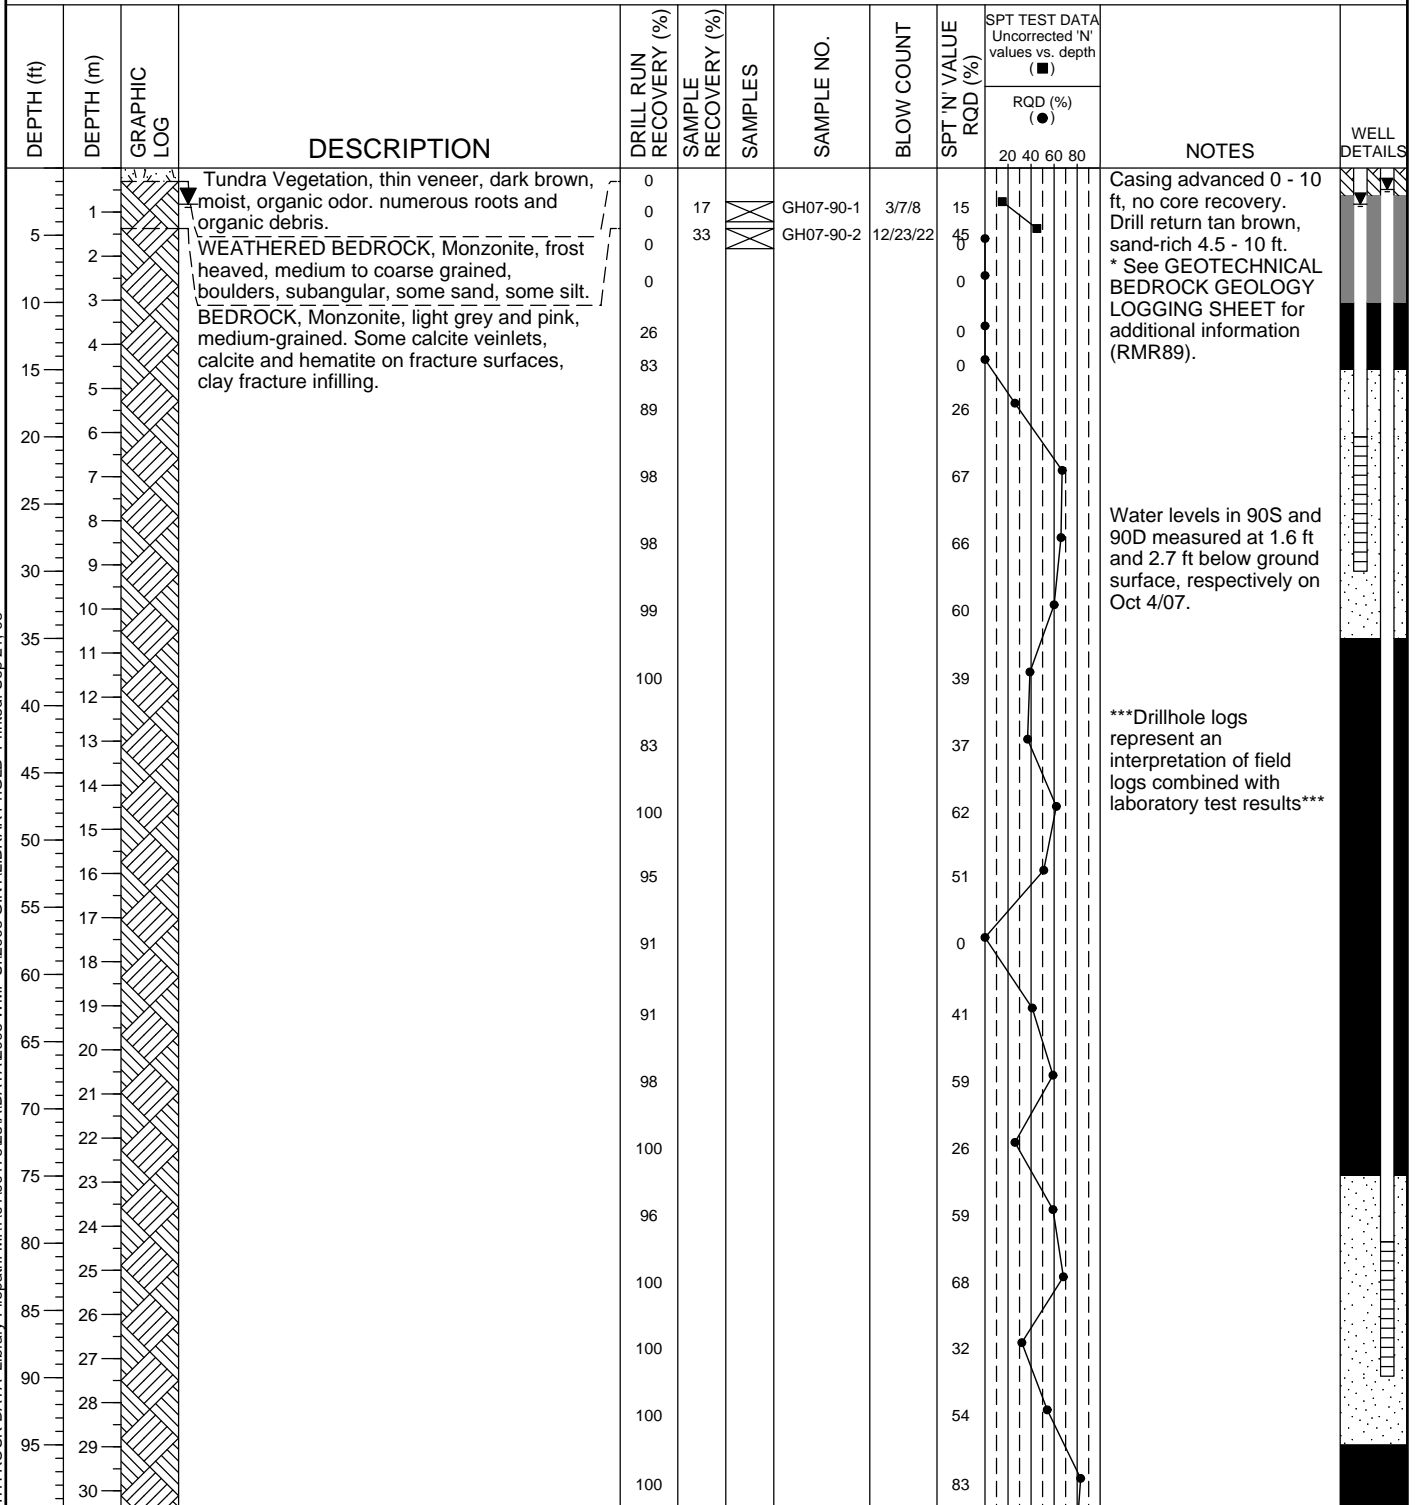 DEPTH (ft)
DEPTH (m)
GRAPHIC
LOG
DESCRIPTION
DRILL RUN
RECOVERY (%)
SAMPLE
RECOVERY (%)
SAMPLES
SAMPLE NO.
BLOW COUNT
SPT 'N' VALUE
RQD (%)
SPT TEST DATA
Uncorrected 'N'
values vs. depth
(■)
RQD (%)
(●)
20 40 60 80
NOTES
WELL
DETAILS
Tundra Vegetation, thin veneer, dark brown,
moist, organic odor. numerous roots and
organic debris.
WEATHERED BEDROCK, Monzonite, frost
heaved, medium to coarse grained,
boulders, subangular, some sand, some silt.
BEDROCK, Monzonite, light grey and pink,
medium-grained. Some calcite veinlets,
calcite and hematite on fracture surfaces,
clay fracture infilling.
5
10
15
20
25
30
35
40
45
50
55
60
65
70
75
80
85
90
95
1
2
3
4
5
6
7
8
9
10
11
12
13
14
15
16
17
18
19
20
21
22
23
24
25
26
27
28
29
30
0
0
0
0
26
83
89
98
98
99
100
83
100
95
91
91
98
100
96
100
100
100
100
17 GH07-90-1 3/7/8 15
33 GH07-90-2 12/23/22 45
0
0
0
0
26
67
66
60
39
37
62
51
0
41
59
26
59
68
32
54
83
Casing advanced 0 - 10
ft, no core recovery.
Drill return tan brown,
sand-rich 4.5 - 10 ft.
* See GEOTECHNICAL
BEDROCK GEOLOGY
LOGGING SHEET for
additional information
(RMR89).
Water levels in 90S and
90D measured at 1.6 ft
and 2.7 ft below ground
surface, respectively on
Oct 4/07.
***Drillhole logs
represent an
interpretation of field
logs combined with
laboratory test results***